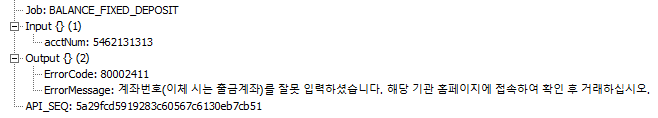 Job: BALANCE_FIXED_DEPOSIT
Input {} (1)
acctNum: 5462131313
Output {} (2)
ErrorCode: 80002411
ErrorMessage: 계좌번호(이체 시는 출금계좌)를 잘못 입력하셨습니다. 해당 기관 홈페이지에 접속하여 확인 후 거래하십시오.
API_SEQ: 5a29fcd5919283c60567c6130eb7cb51